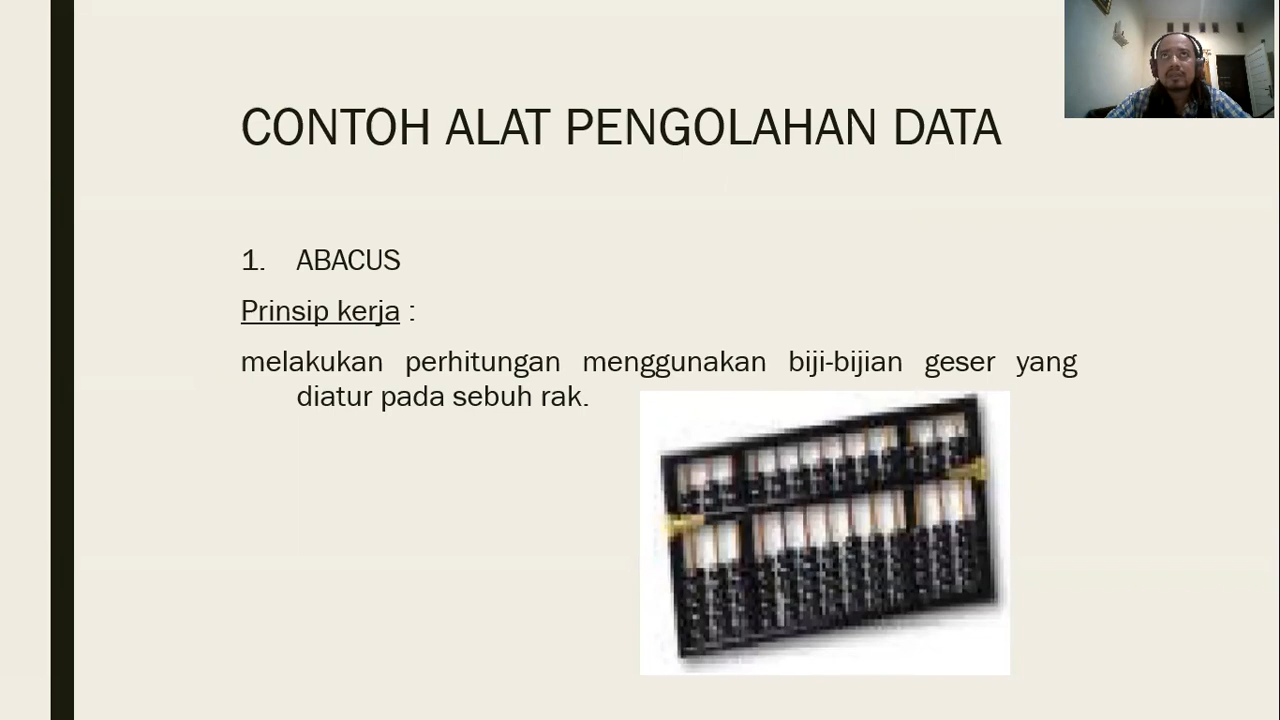 CONTOH ALAT PENGOLAHAN DATA
1. ABACUS
Prinsip kerja :
melakukan perhitungan menggunakan biji-bijian geser yang
diatur pada sebuh rak.